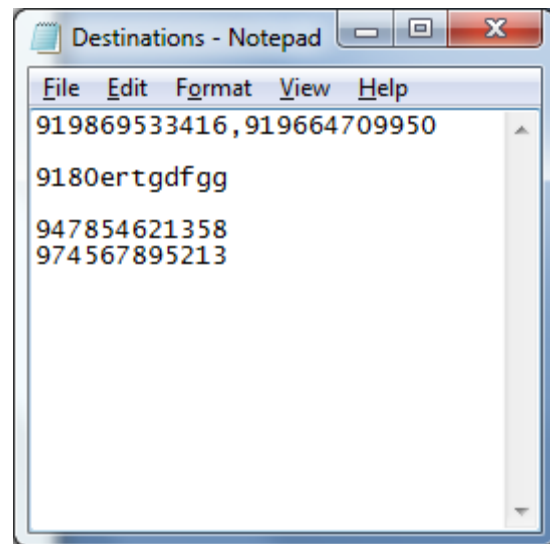 Destinations - Notepad
File Edit Format View Help
919869533416,919664709950
9180ertgdfgg
947854621358
974567895213